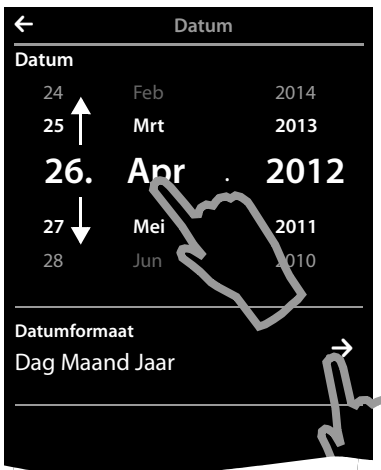 Datum
Datum
24 Feb 2014
25 Mrt 2013
26. Apr . 2012
27 Mei 2011
28 Jun 2010
Datumformaat
Dag Maand Jaar